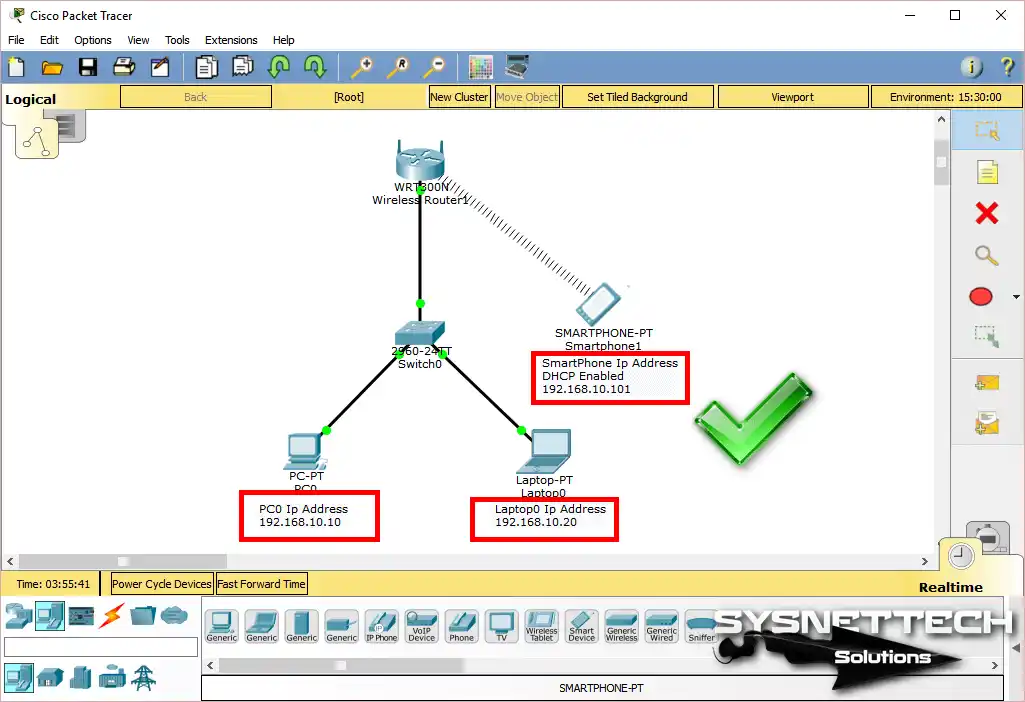 Cisco Packet Tracer
File Edit Options View Tools Extensions Help
Logical
Back
[Root]
New Cluster
Move Object
Set Tiled Background
Viewport
Environment: 15:30:00
WRT300N
Wireless Router1
SMARTPHONE-PT
Smartphone1
SmartPhone Ip Address
DHCP Enabled
192.168.10.101
2960-24TT
Switch0
PC-PT
PC0
PC0 Ip Address
192.168.10.10
Laptop-PT
Laptop0
Laptop0 Ip Address
192.168.10.20
Time: 03:55:41
Power Cycle Devices
Fast Forward Time
Realtime
Generic
Generic
Generic
Generic
IP Phone
VoIP
Device
Phone
TV
Wireless
Tablet
Smart
Device
Generic
Wireless
Generic
Wired
Sniffer
SYSNETTECH
Solutions
SMARTPHONE-PT